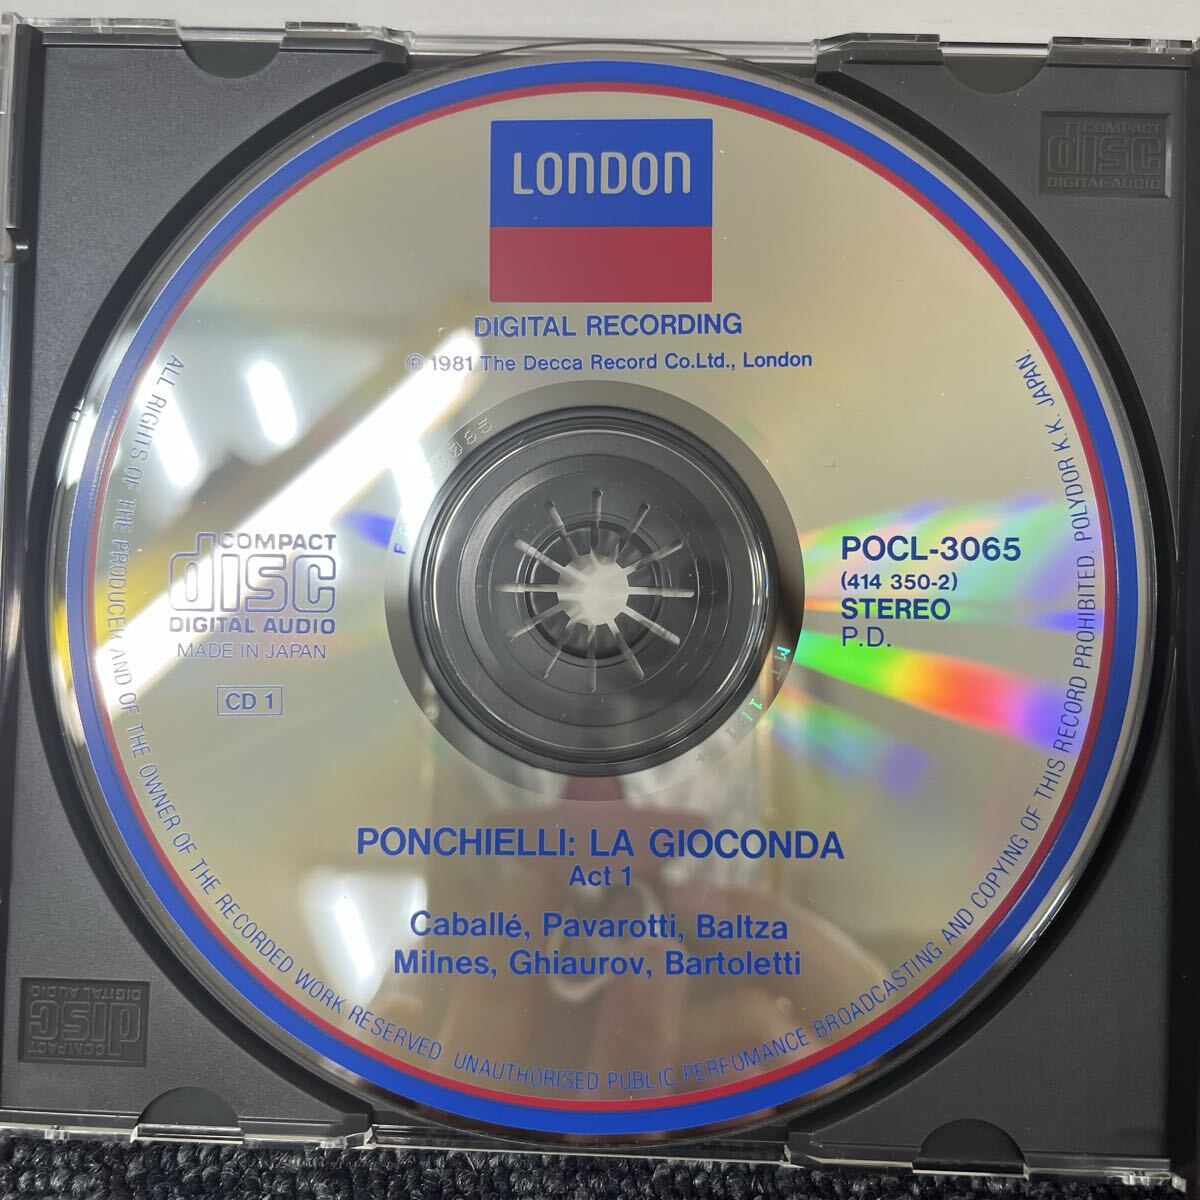 LONDON
DIGITAL RECORDING
℗ 1981 The Decca Record Co.Ltd., London
COMPACT
disc
DIGITAL AUDIO
MADE IN JAPAN
CD 1
POCL-3065
(414 350-2)
STEREO
P.D.
PONCHIELLI: LA GIOCONDA
Act 1
Caballé, Pavarotti, Baltza
Milnes, Ghiaurov, Bartoletti
ALL RIGHTS OF THE PRODUCER AND OF THE OWNER OF THE RECORDED WORK RESERVED. UNAUTHORISED PUBLIC PERFOMANCE BROADCASTING AND COPYING OF THIS RECORD PROHIBITED. POLYDOR K.K. JAPAN.
COMPACT
disc
DIGITAL AUDIO
COMPACT
disc
DIGITAL AUDIO